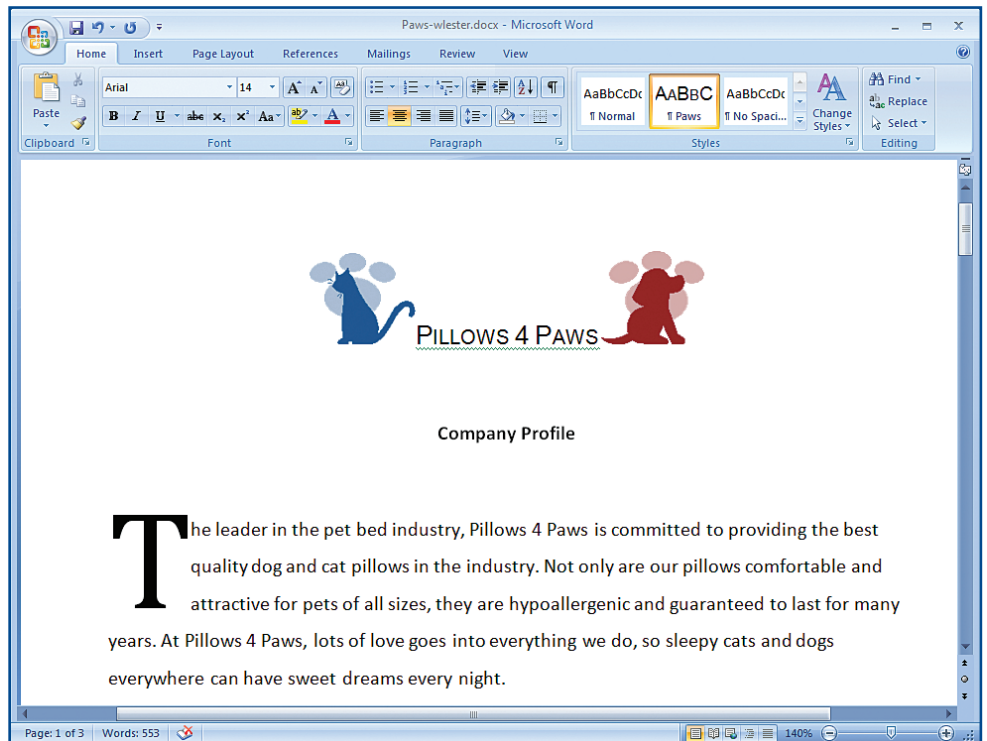 Paws-wlester.docx - Microsoft Word
Home Insert Page Layout References Mailings Review View
Paste
Clipboard
Arial 14 A A
B I U abe x₂ x² Aa ab A
Font
Paragraph
AaBbCcDc AABBC AaBbCcDc
¶ Normal ¶ Paws ¶ No Spaci...
Change Styles
Styles
Find
Replace
Select
Editing
PILLOWS 4 PAWS
Company Profile
The leader in the pet bed industry, Pillows 4 Paws is committed to providing the best
quality dog and cat pillows in the industry. Not only are our pillows comfortable and
attractive for pets of all sizes, they are hypoallergenic and guaranteed to last for many
years. At Pillows 4 Paws, lots of love goes into everything we do, so sleepy cats and dogs
everywhere can have sweet dreams every night.
Page: 1 of 3 Words: 553 140%